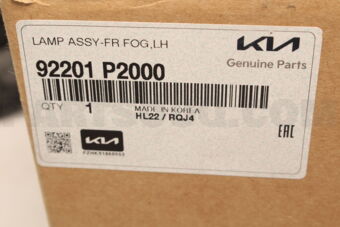 LAMP ASSY-FR FOG,LH
KIA
Genuine Parts
92201 P2000
QTY 1
MADE IN KOREA
HL22 / RQJ4
EAC
KIA